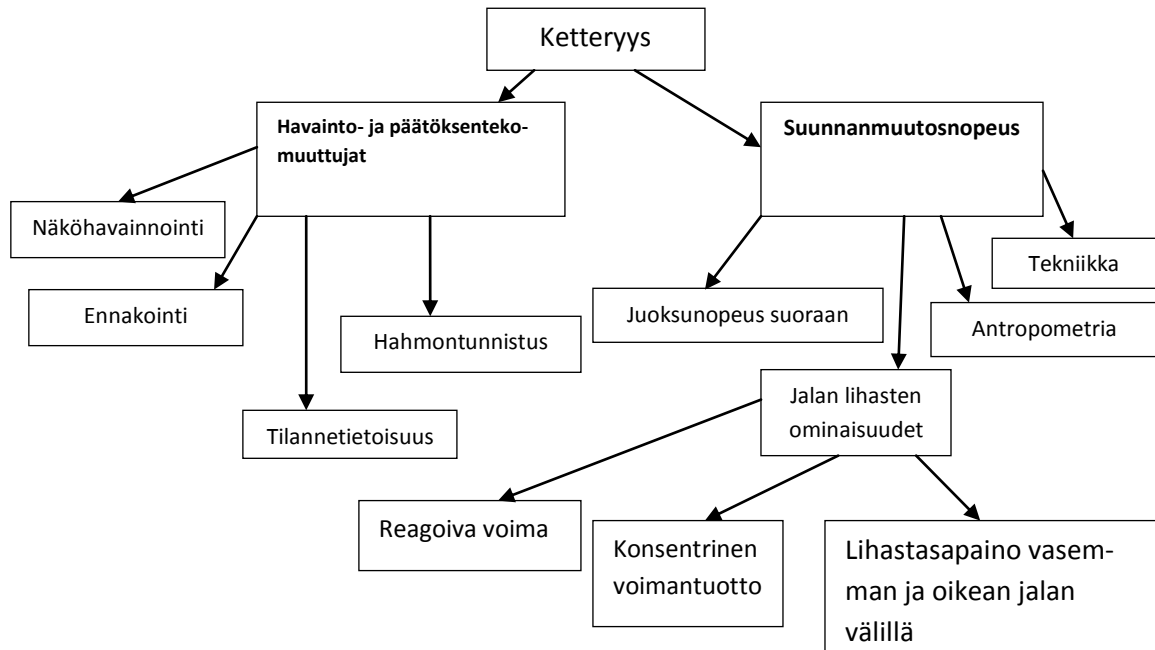 Ketteryys
Havainto- ja päätöksenteko-
muuttujat
Suunnanmuutosnopeus
Näköhavainnointi
Ennakointi
Tilannetietoisuus
Hahmontunnistus
Juoksunopeus suoraan
Tekniikka
Antropometria
Jalan lihasten
ominaisuudet
Reagoiva voima
Konsentrinen
voimantuotto
Lihastasapaino vasem-
man ja oikean jalan
välillä